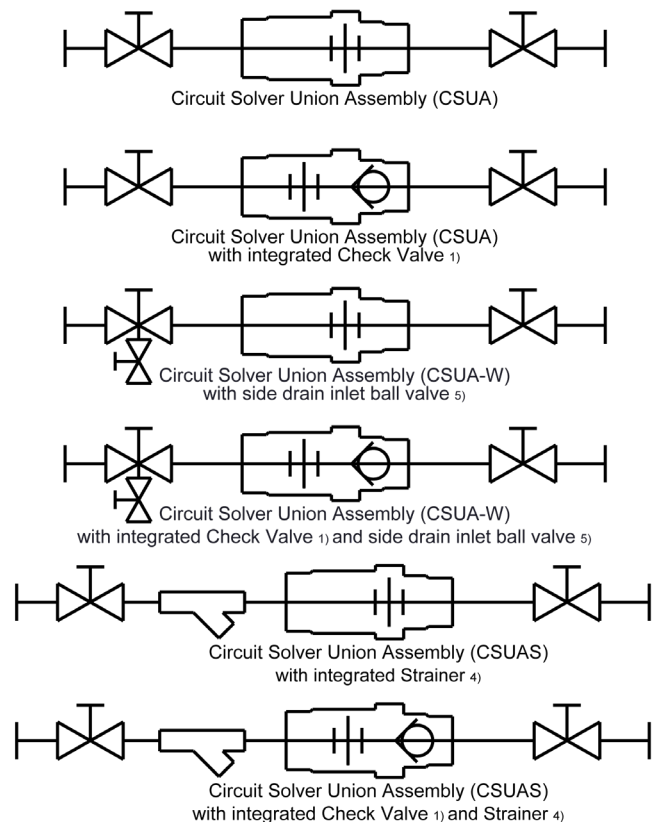 Circuit Solver Union Assembly (CSUA)
Circuit Solver Union Assembly (CSUA)
with integrated Check Valve 1)
Circuit Solver Union Assembly (CSUA-W)
with side drain inlet ball valve 5)
Circuit Solver Union Assembly (CSUA-W)
with integrated Check Valve 1) and side drain inlet ball valve 5)
Circuit Solver Union Assembly (CSUAS)
with integrated Strainer 4)
Circuit Solver Union Assembly (CSUAS)
with integrated Check Valve 1) and Strainer 4)